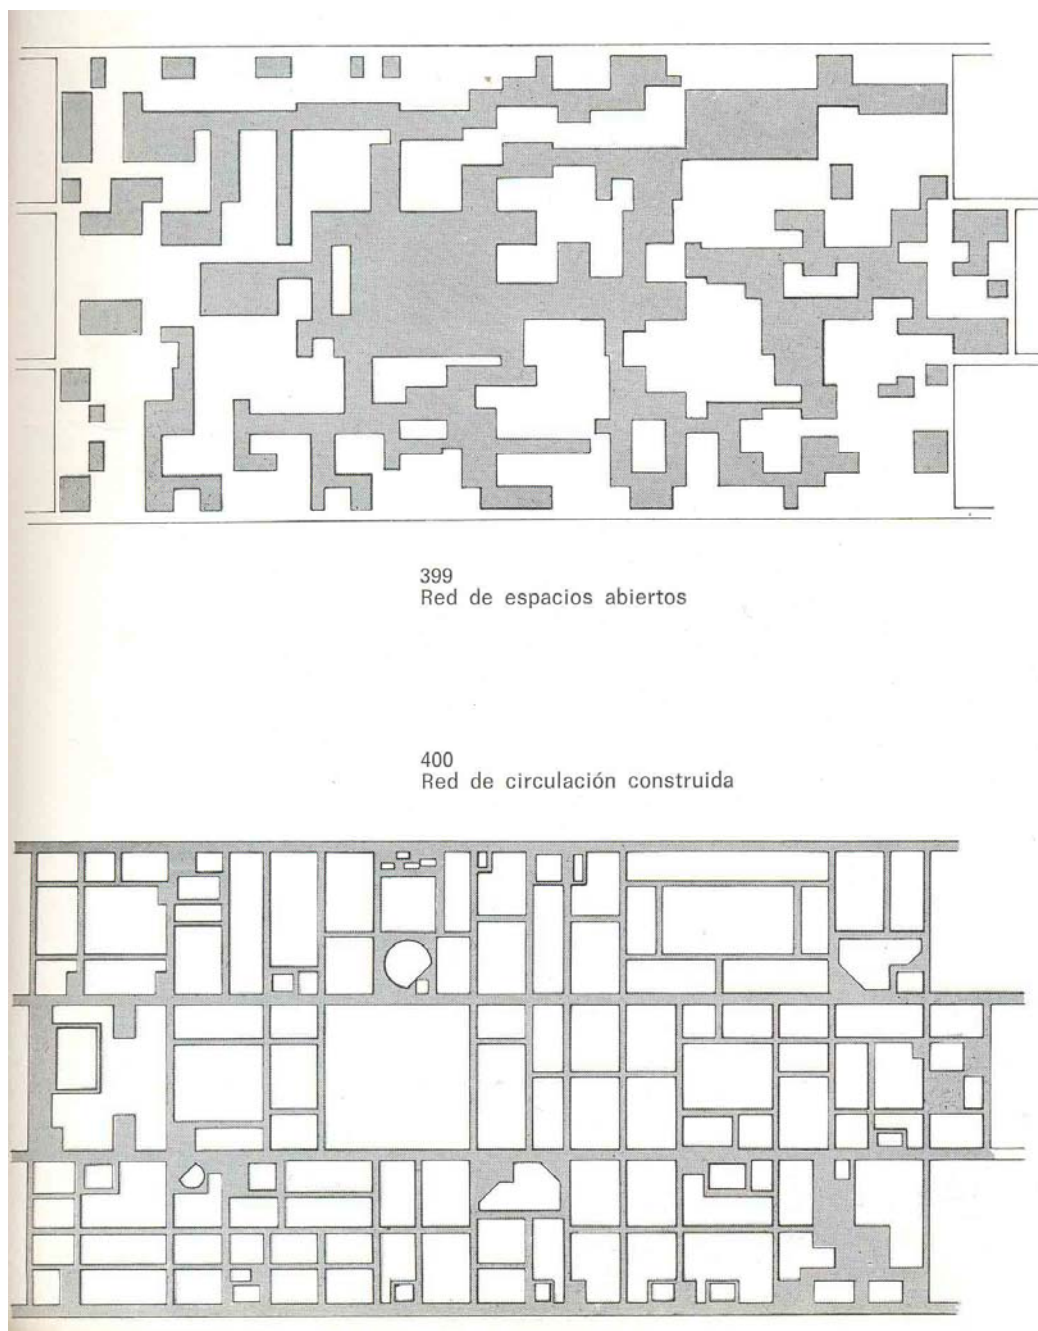 399
Red de espacios abiertos
400
Red de circulación construida